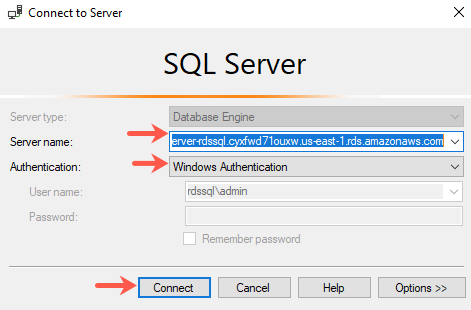 Connect to Server
SQL Server
Server type: Database Engine
Server name: erver-rdssql.cyxfwd71ouxw.us-east-1.rds.amazonaws.com
Authentication: Windows Authentication
User name: rdssql\admin
Password:
Remember password
Connect Cancel Help Options >>